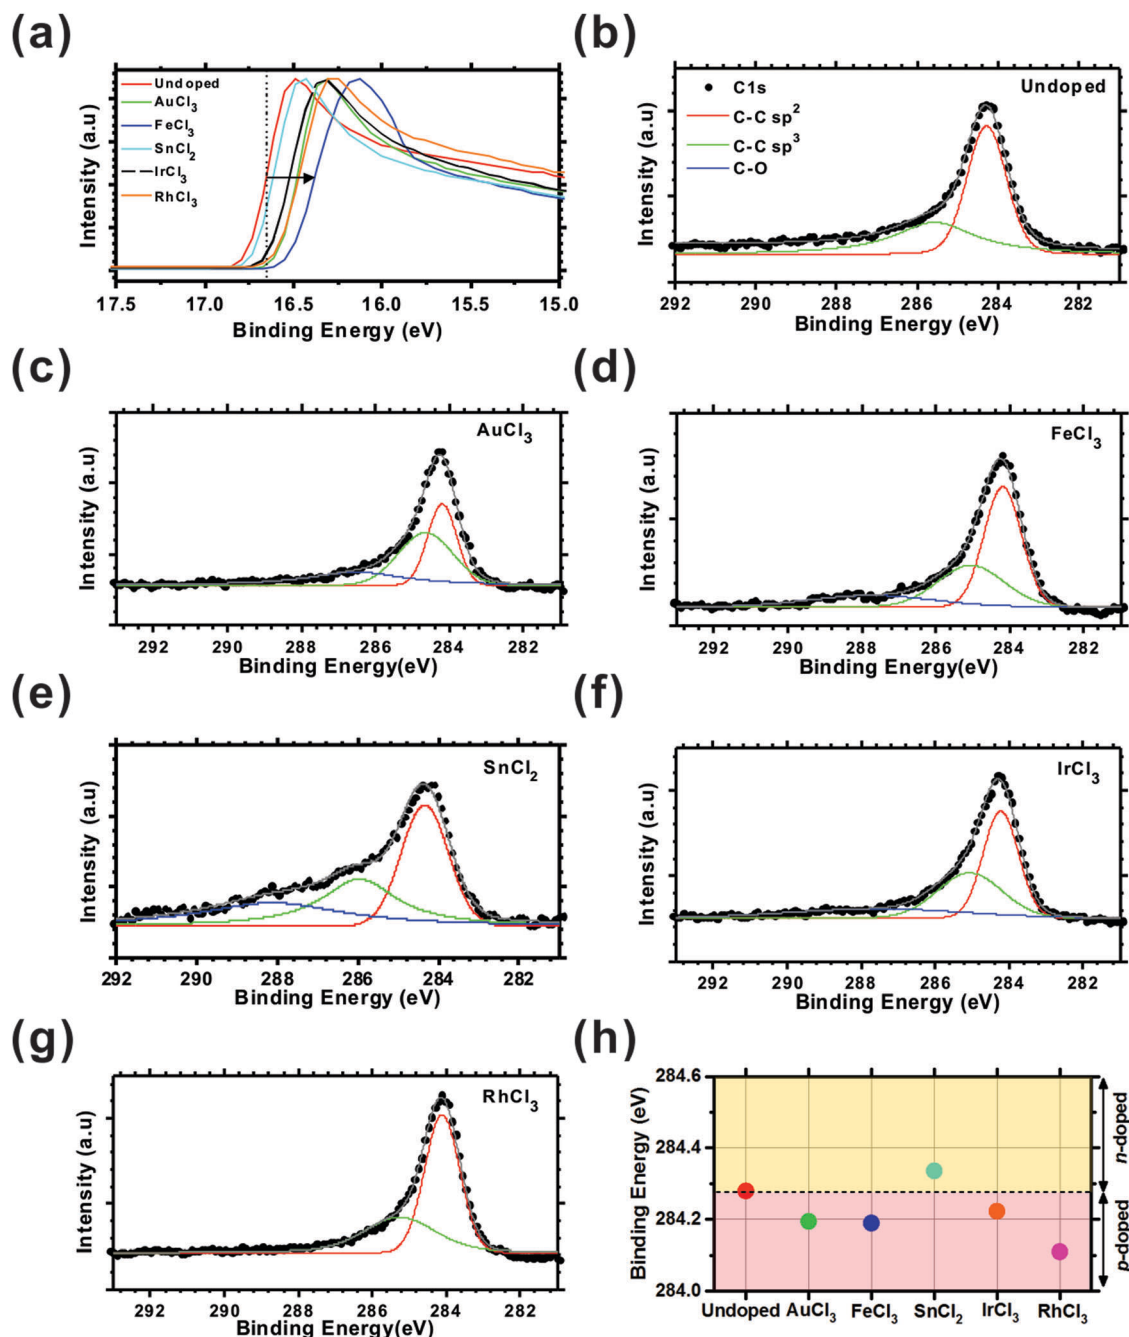 (a)
Intensity (a.u)
Undoped
AuCl3
FeCl3
SnCl2
IrCl3
RhCl3
17.5 17.0 16.5 16.0 15.5 15.0
Binding Energy (eV)
(b)
Intensity (a.u)
C1s
C-C sp2
C-C sp3
C-O
Undoped
292 290 288 286 284 282
Binding Energy (eV)
(c)
Intensity (a.u)
AuCl3
292 290 288 286 284 282
Binding Energy(eV)
(d)
Intensity (a.u)
FeCl3
292 290 288 286 284 282
Binding Energy(eV)
(e)
Intensity (a.u)
SnCl2
292 290 288 286 284 282
Binding Energy (eV)
(f)
Intensity (a.u)
IrCl3
292 290 288 286 284 282
Binding Energy (eV)
(g)
Intensity (a.u)
RhCl3
292 290 288 286 284 282
Binding Energy (eV)
(h)
Binding Energy (eV)
284.6
284.4
284.2
284.0
n-doped
p-doped
Undoped AuCl3 FeCl3 SnCl2 IrCl3 RhCl3